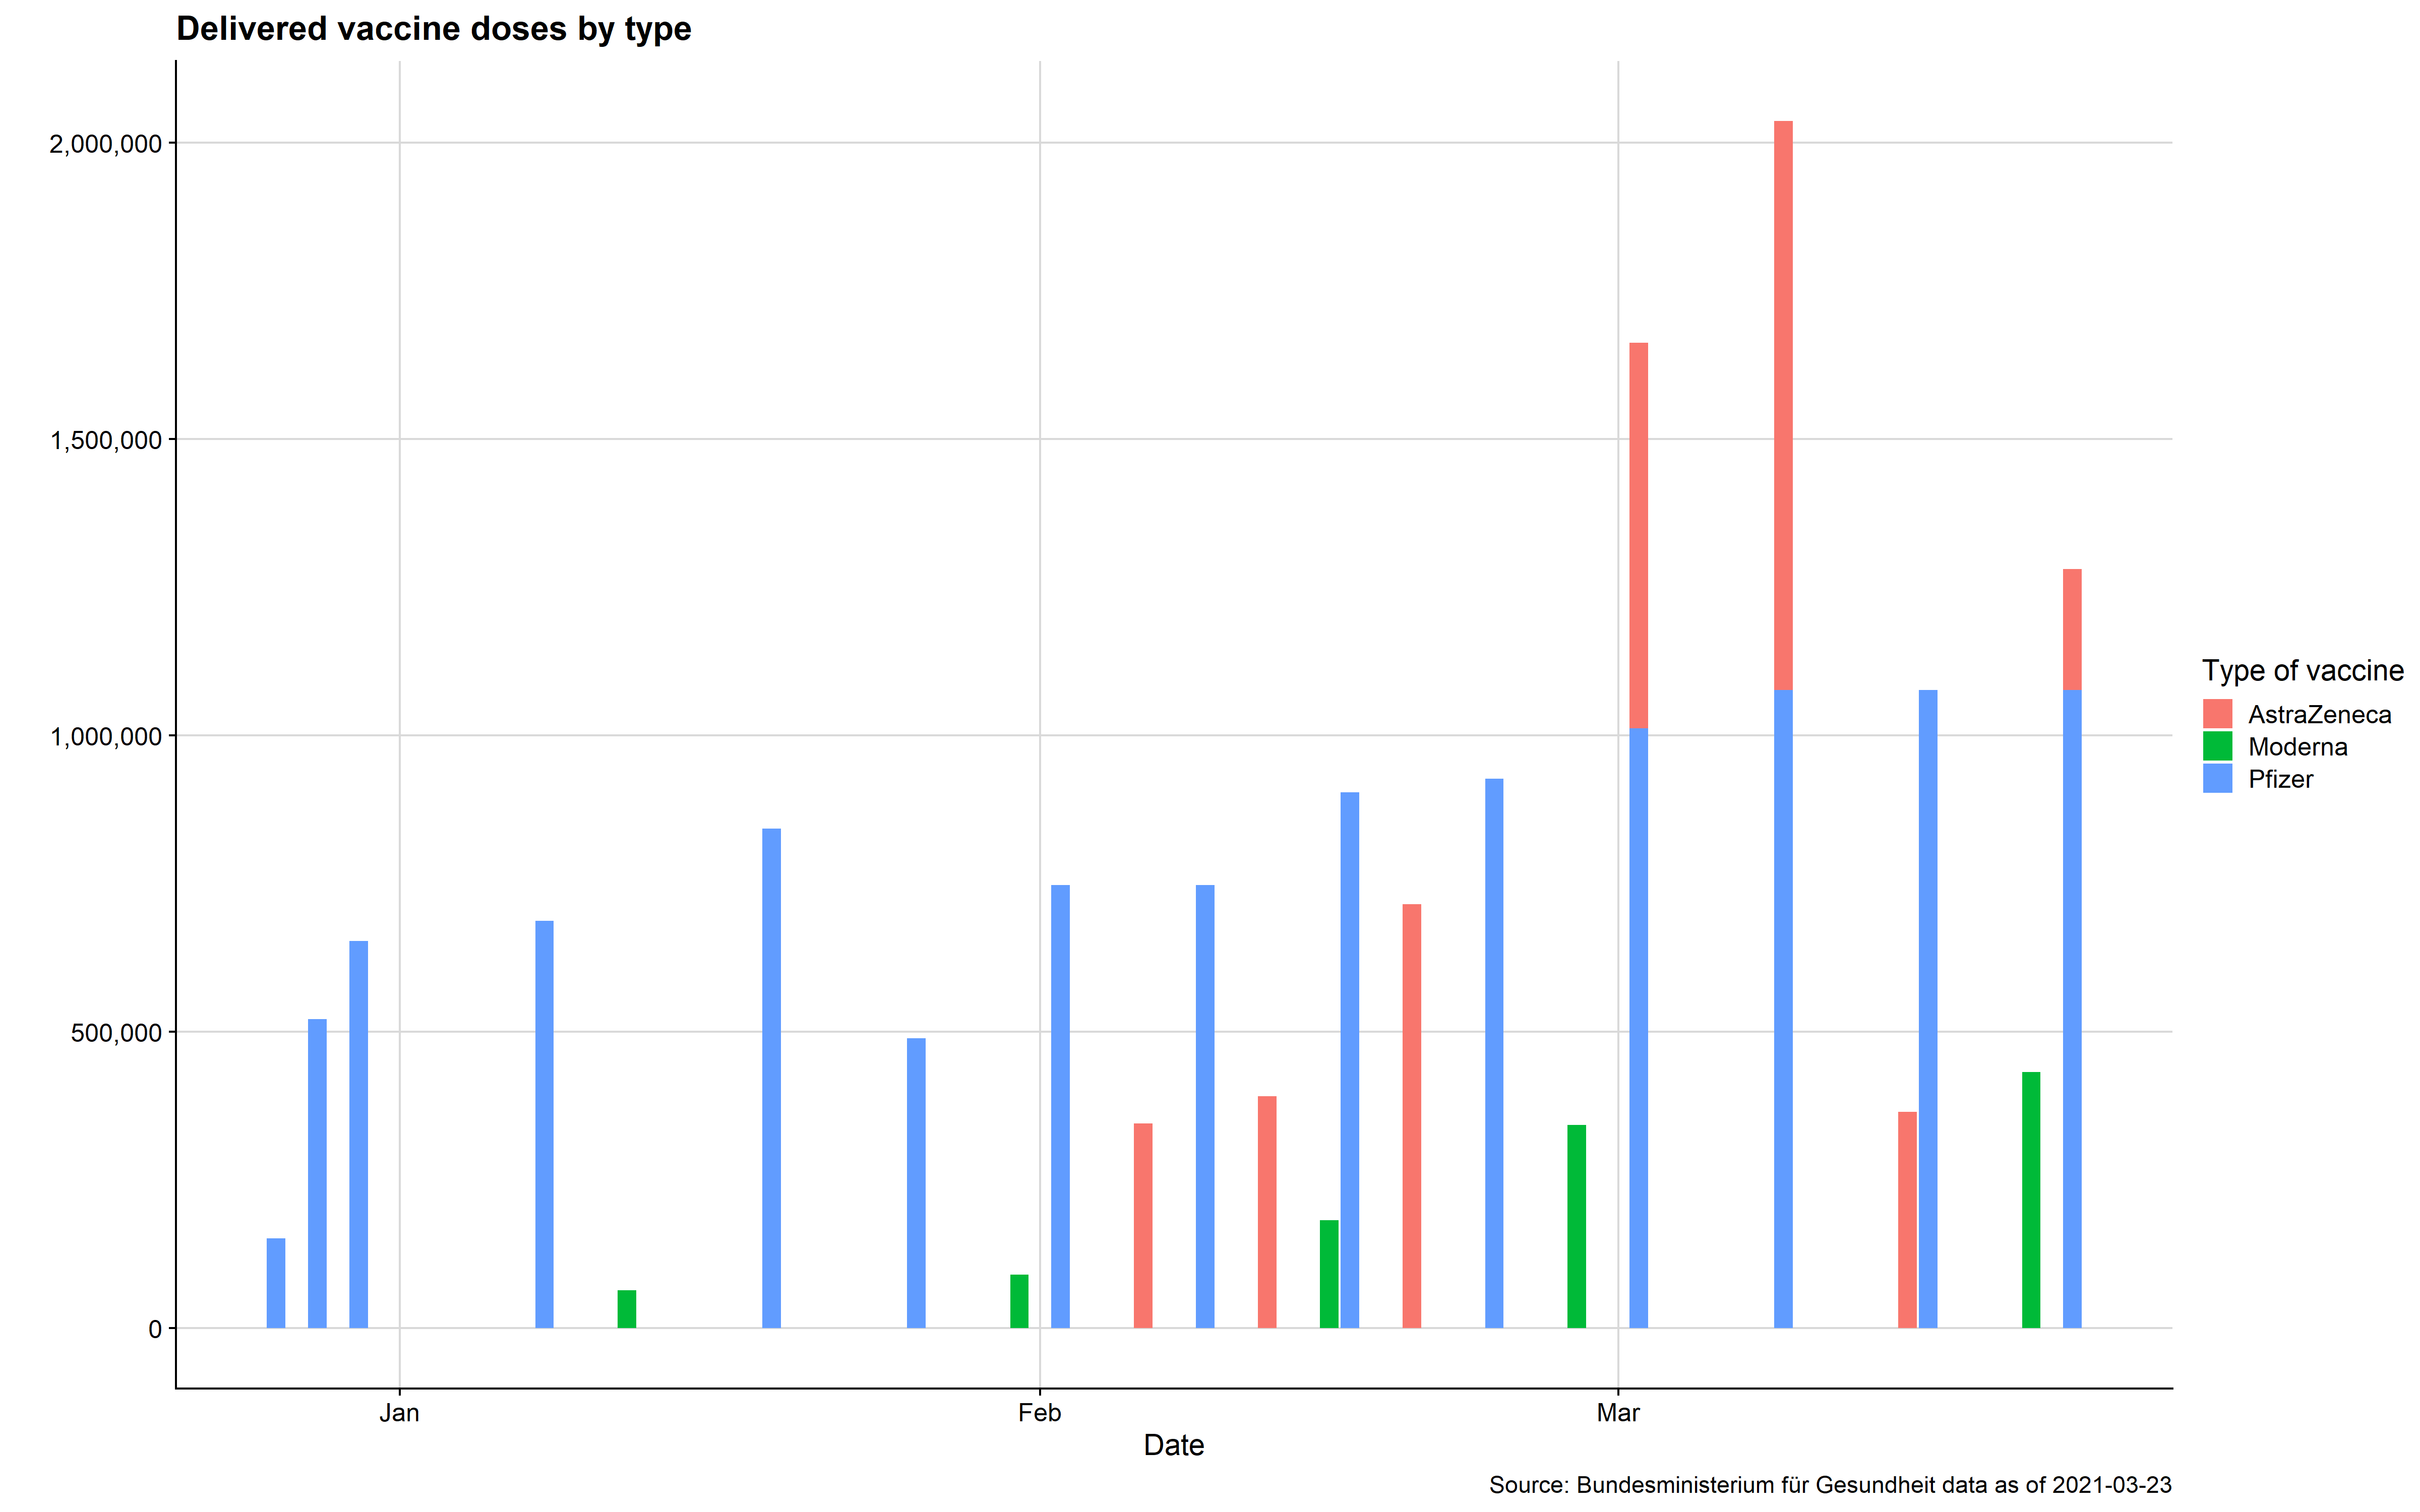 Delivered vaccine doses by type
2,000,000
1,500,000
1,000,000
500,000
0
Jan Feb Mar
Date
Type of vaccine
AstraZeneca
Moderna
Pfizer
Source: Bundesministerium für Gesundheit data as of 2021-03-23